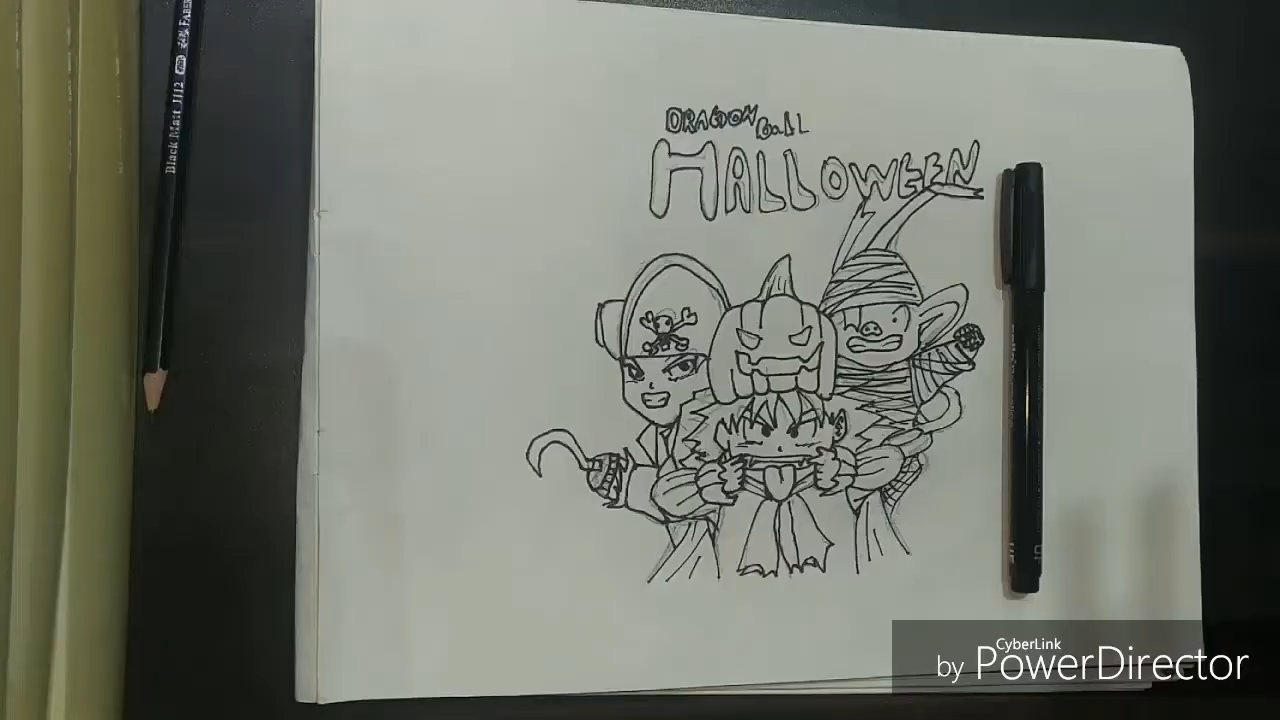 DRAGON
BALL
HALLOWEEN
Black Matt 1112
FABER
CyberLink
by PowerDirector